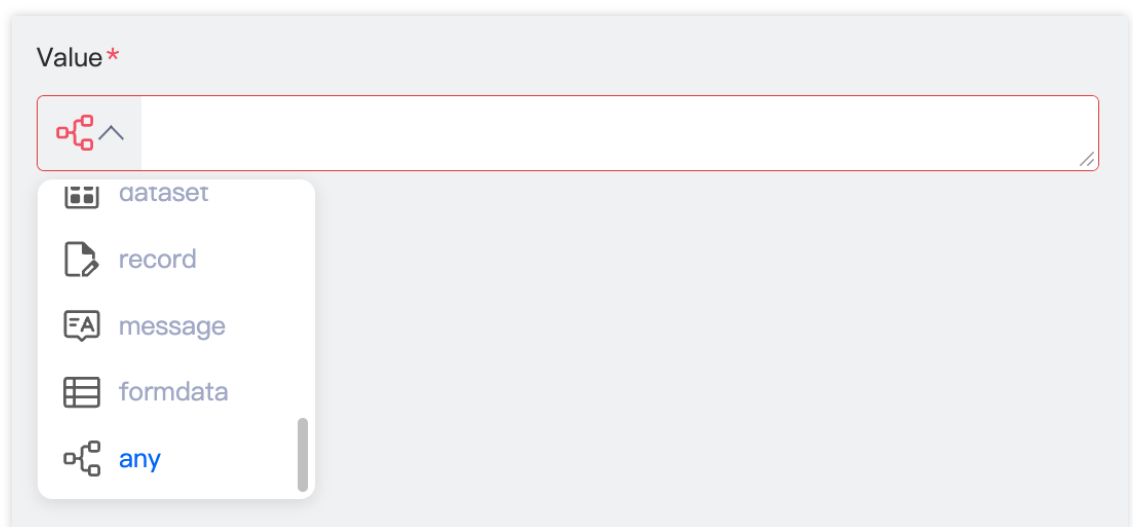 Value*
dataset
record
message
formdata
any